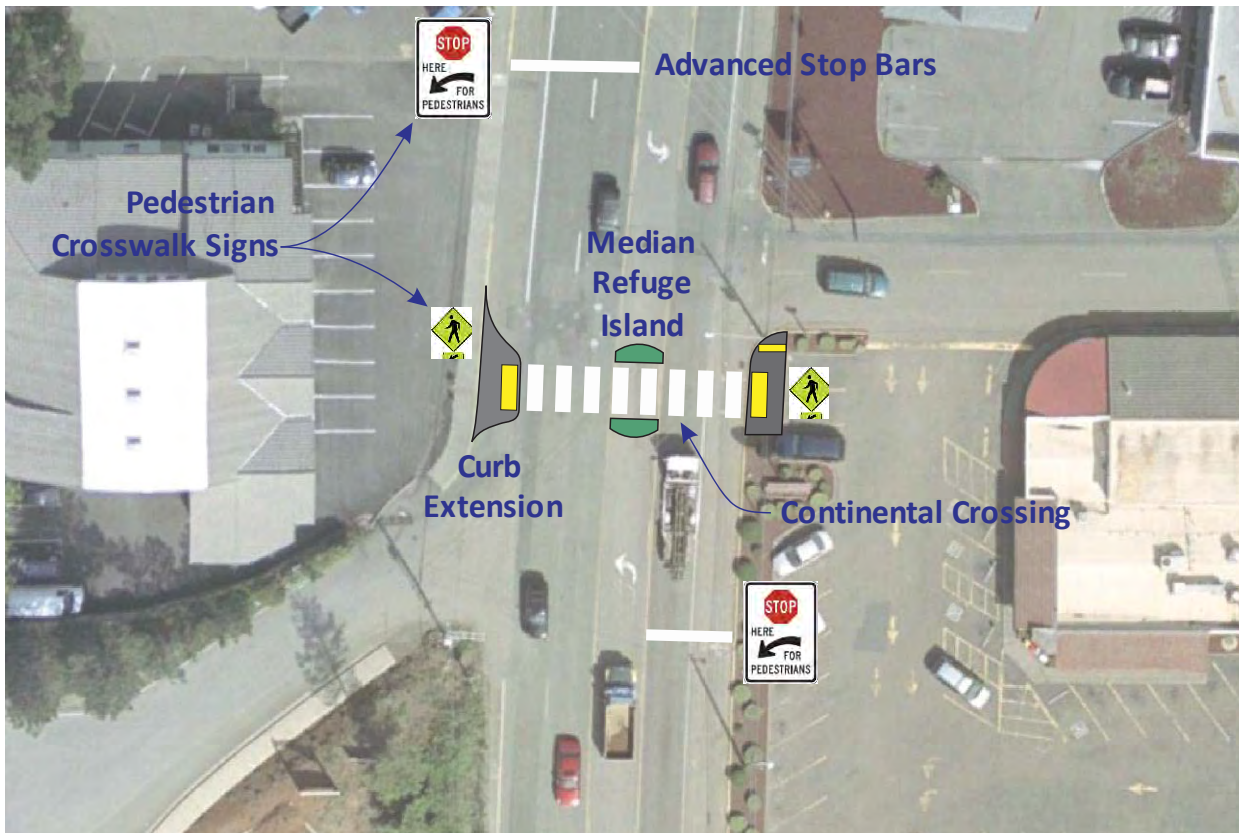 STOP
HERE
FOR
PEDESTRIANS
Advanced Stop Bars
Pedestrian
Crosswalk Signs
Median
Refuge
Island
Curb
Extension
Continental Crossing
STOP
HERE
FOR
PEDESTRIANS